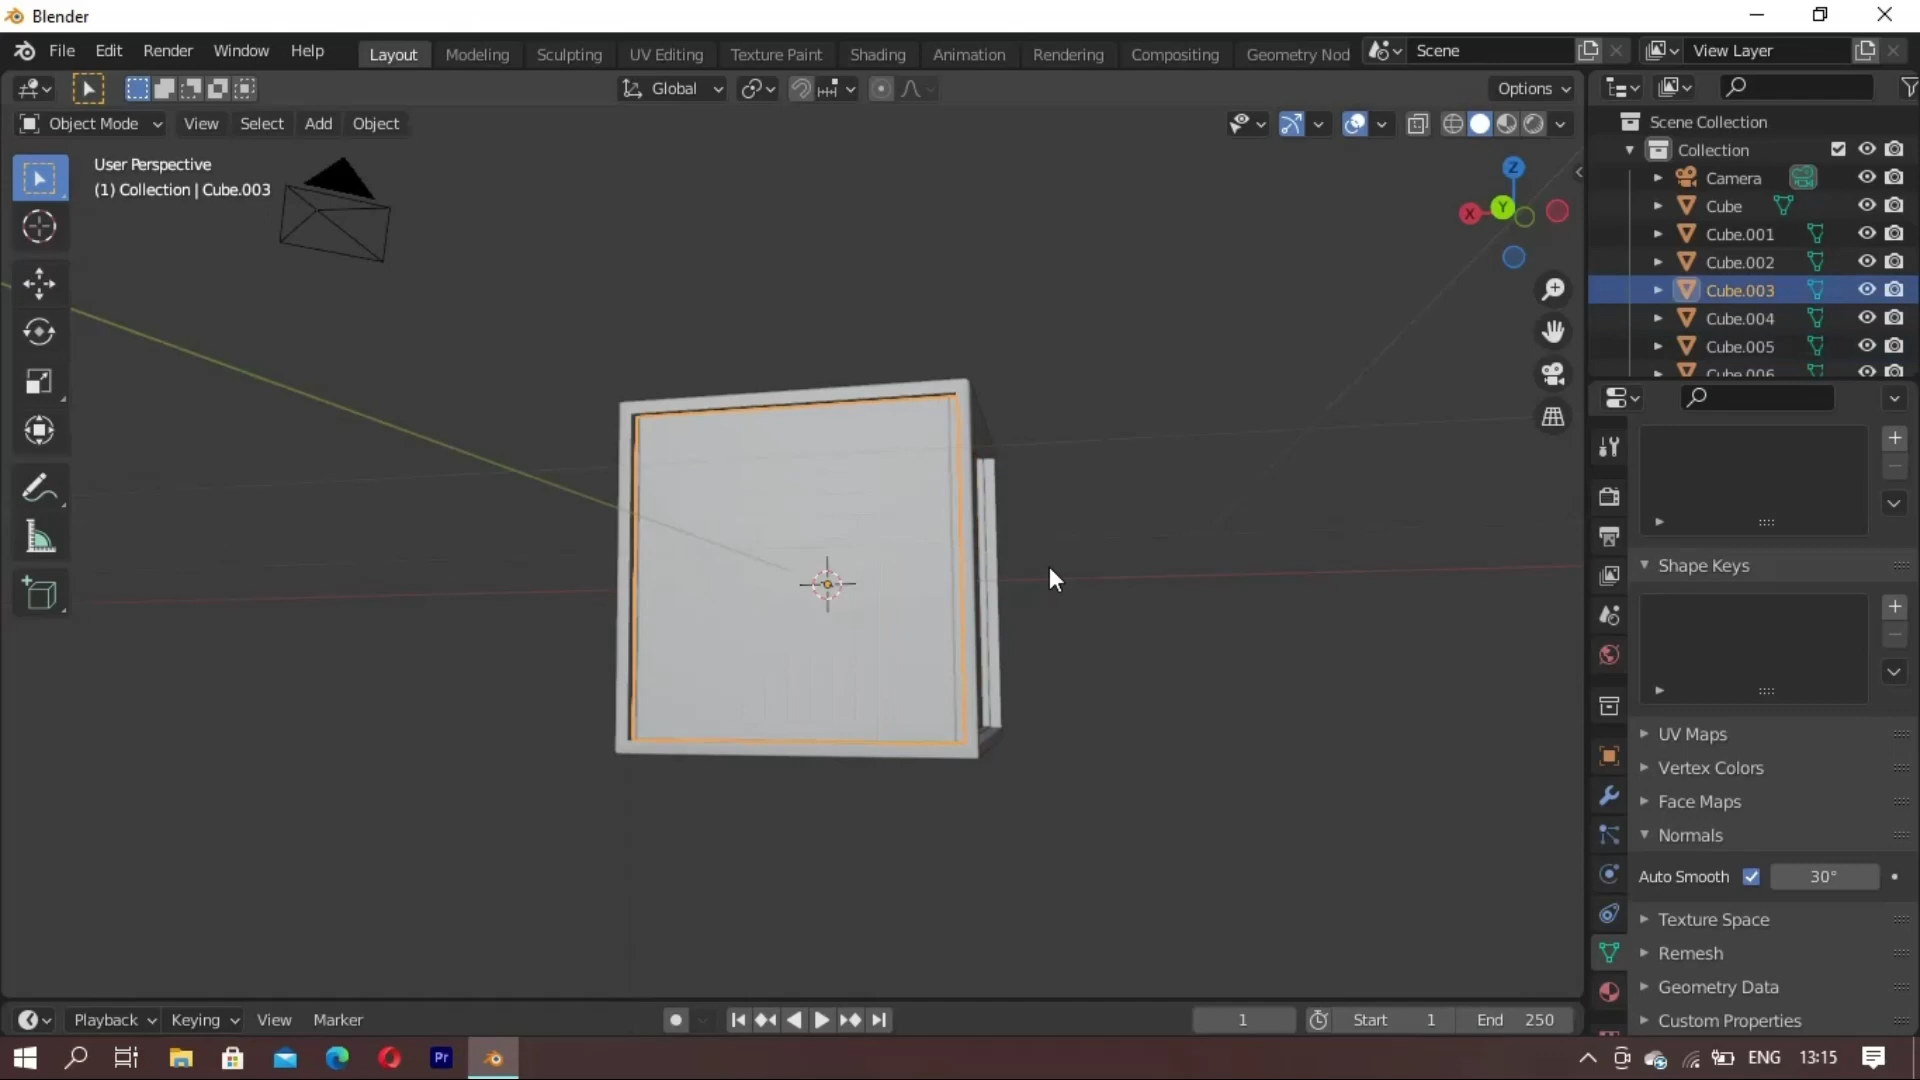 Blender
File Edit Render Window Help Layout Modeling Sculpting UV Editing Texture Paint Shading Animation Rendering Compositing Geometry Nod Scene View Layer
Global Options
Object Mode View Select Add Object
User Perspective
(1) Collection | Cube.003
Z
X Y
Scene Collection
Collection
Camera
Cube
Cube.001
Cube.002
Cube.003
Cube.004
Cube.005
Cube.006
Shape Keys
UV Maps
Vertex Colors
Face Maps
Normals
Auto Smooth 30°
Texture Space
Remesh
Geometry Data
Custom Properties
Playback Keying View Marker 1 Start 1 End 250
Pr ENG 13:15